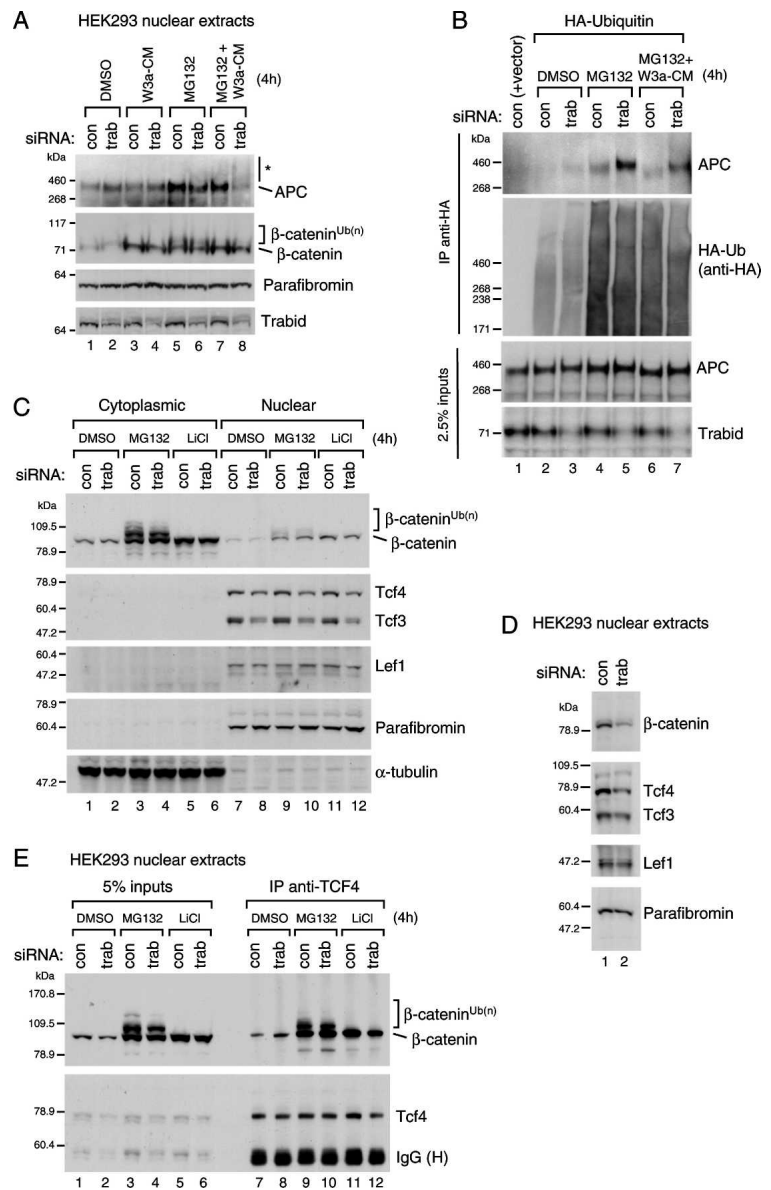 A
HEK293 nuclear extracts
DMSO
W3a-CM
MG132
MG132 + W3a-CM
(4h)
siRNA: con trab con trab con trab con trab
kDa
460
268
*
APC
117
71
β-catenin^Ub(n)
β-catenin
64
Parafibromin
64
Trabid
1 2 3 4 5 6 7 8
B
HA-Ubiquitin
con (+vector)
DMSO
MG132
MG132+ W3a-CM
(4h)
siRNA: con trab con trab con trab
kDa
IP anti-HA
460
268
APC
460
268
238
171
HA-Ub
(anti-HA)
2.5% inputs
460
268
APC
71
Trabid
1 2 3 4 5 6 7
C
Cytoplasmic Nuclear
DMSO MG132 LiCl DMSO MG132 LiCl (4h)
siRNA: con trab con trab con trab con trab con trab con trab
kDa
109.5
78.9
β-catenin^Ub(n)
β-catenin
78.9
60.4
47.2
Tcf4
Tcf3
60.4
47.2
Lef1
78.9
60.4
Parafibromin
47.2
α-tubulin
1 2 3 4 5 6 7 8 9 10 11 12
D
HEK293 nuclear extracts
siRNA: con trab
kDa
78.9
β-catenin
109.5
78.9
60.4
Tcf4
Tcf3
47.2
Lef1
60.4
47.2
Parafibromin
1 2
E
HEK293 nuclear extracts
5% inputs IP anti-TCF4
DMSO MG132 LiCl DMSO MG132 LiCl (4h)
siRNA: con trab con trab con trab con trab con trab con trab
kDa
170.8
109.5
78.9
β-catenin^Ub(n)
β-catenin
78.9
60.4
Tcf4
IgG (H)
1 2 3 4 5 6 7 8 9 10 11 12